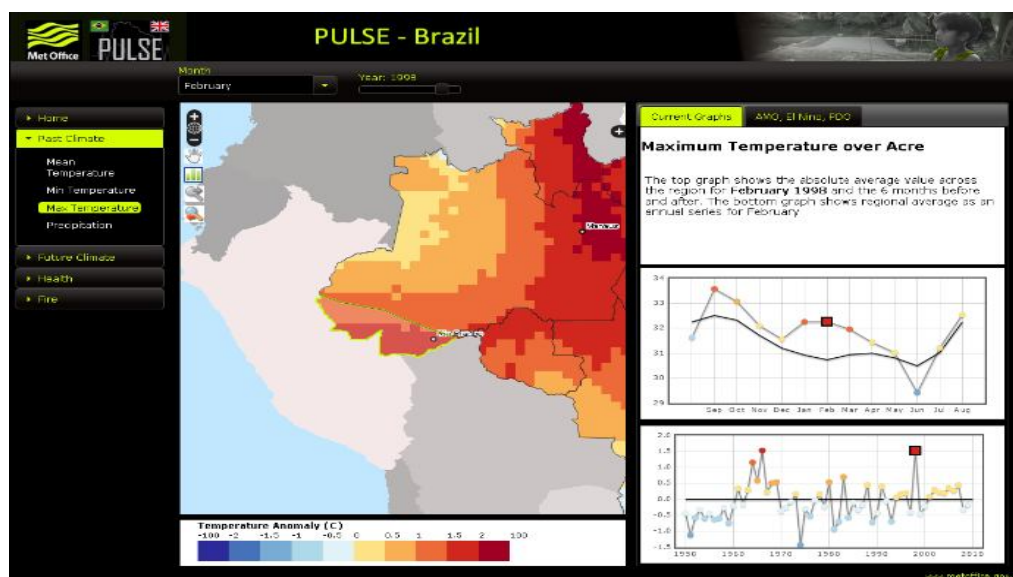 Met Office
PULSE
PULSE - Brazil
Month
February
Year: 1998
Home
Past Climate
Mean
Temperature
Min Temperature
Max Temperature
Precipitation
Future Climate
Health
Fire
Manaus
Current Graphs
AMO, El Nino, PDO
Maximum Temperature over Acre
The top graph shows the absolute average value across
the region for February 1998 and the 6 months before
and after. The bottom graph shows regional average as an
annual series for February
34
33
32
31
30
29
Sep Oct Nov Dec Jan Feb Mar Apr May Jun Jul Aug
2.0
1.5
1.0
0.5
0.0
-0.5
-1.0
-1.5
1950 1960 1970 1980 1990 2000 2010
Temperature Anomaly (C)
-100 -2 -1.5 -1 -0.5 0 0.5 1 1.5 2 100